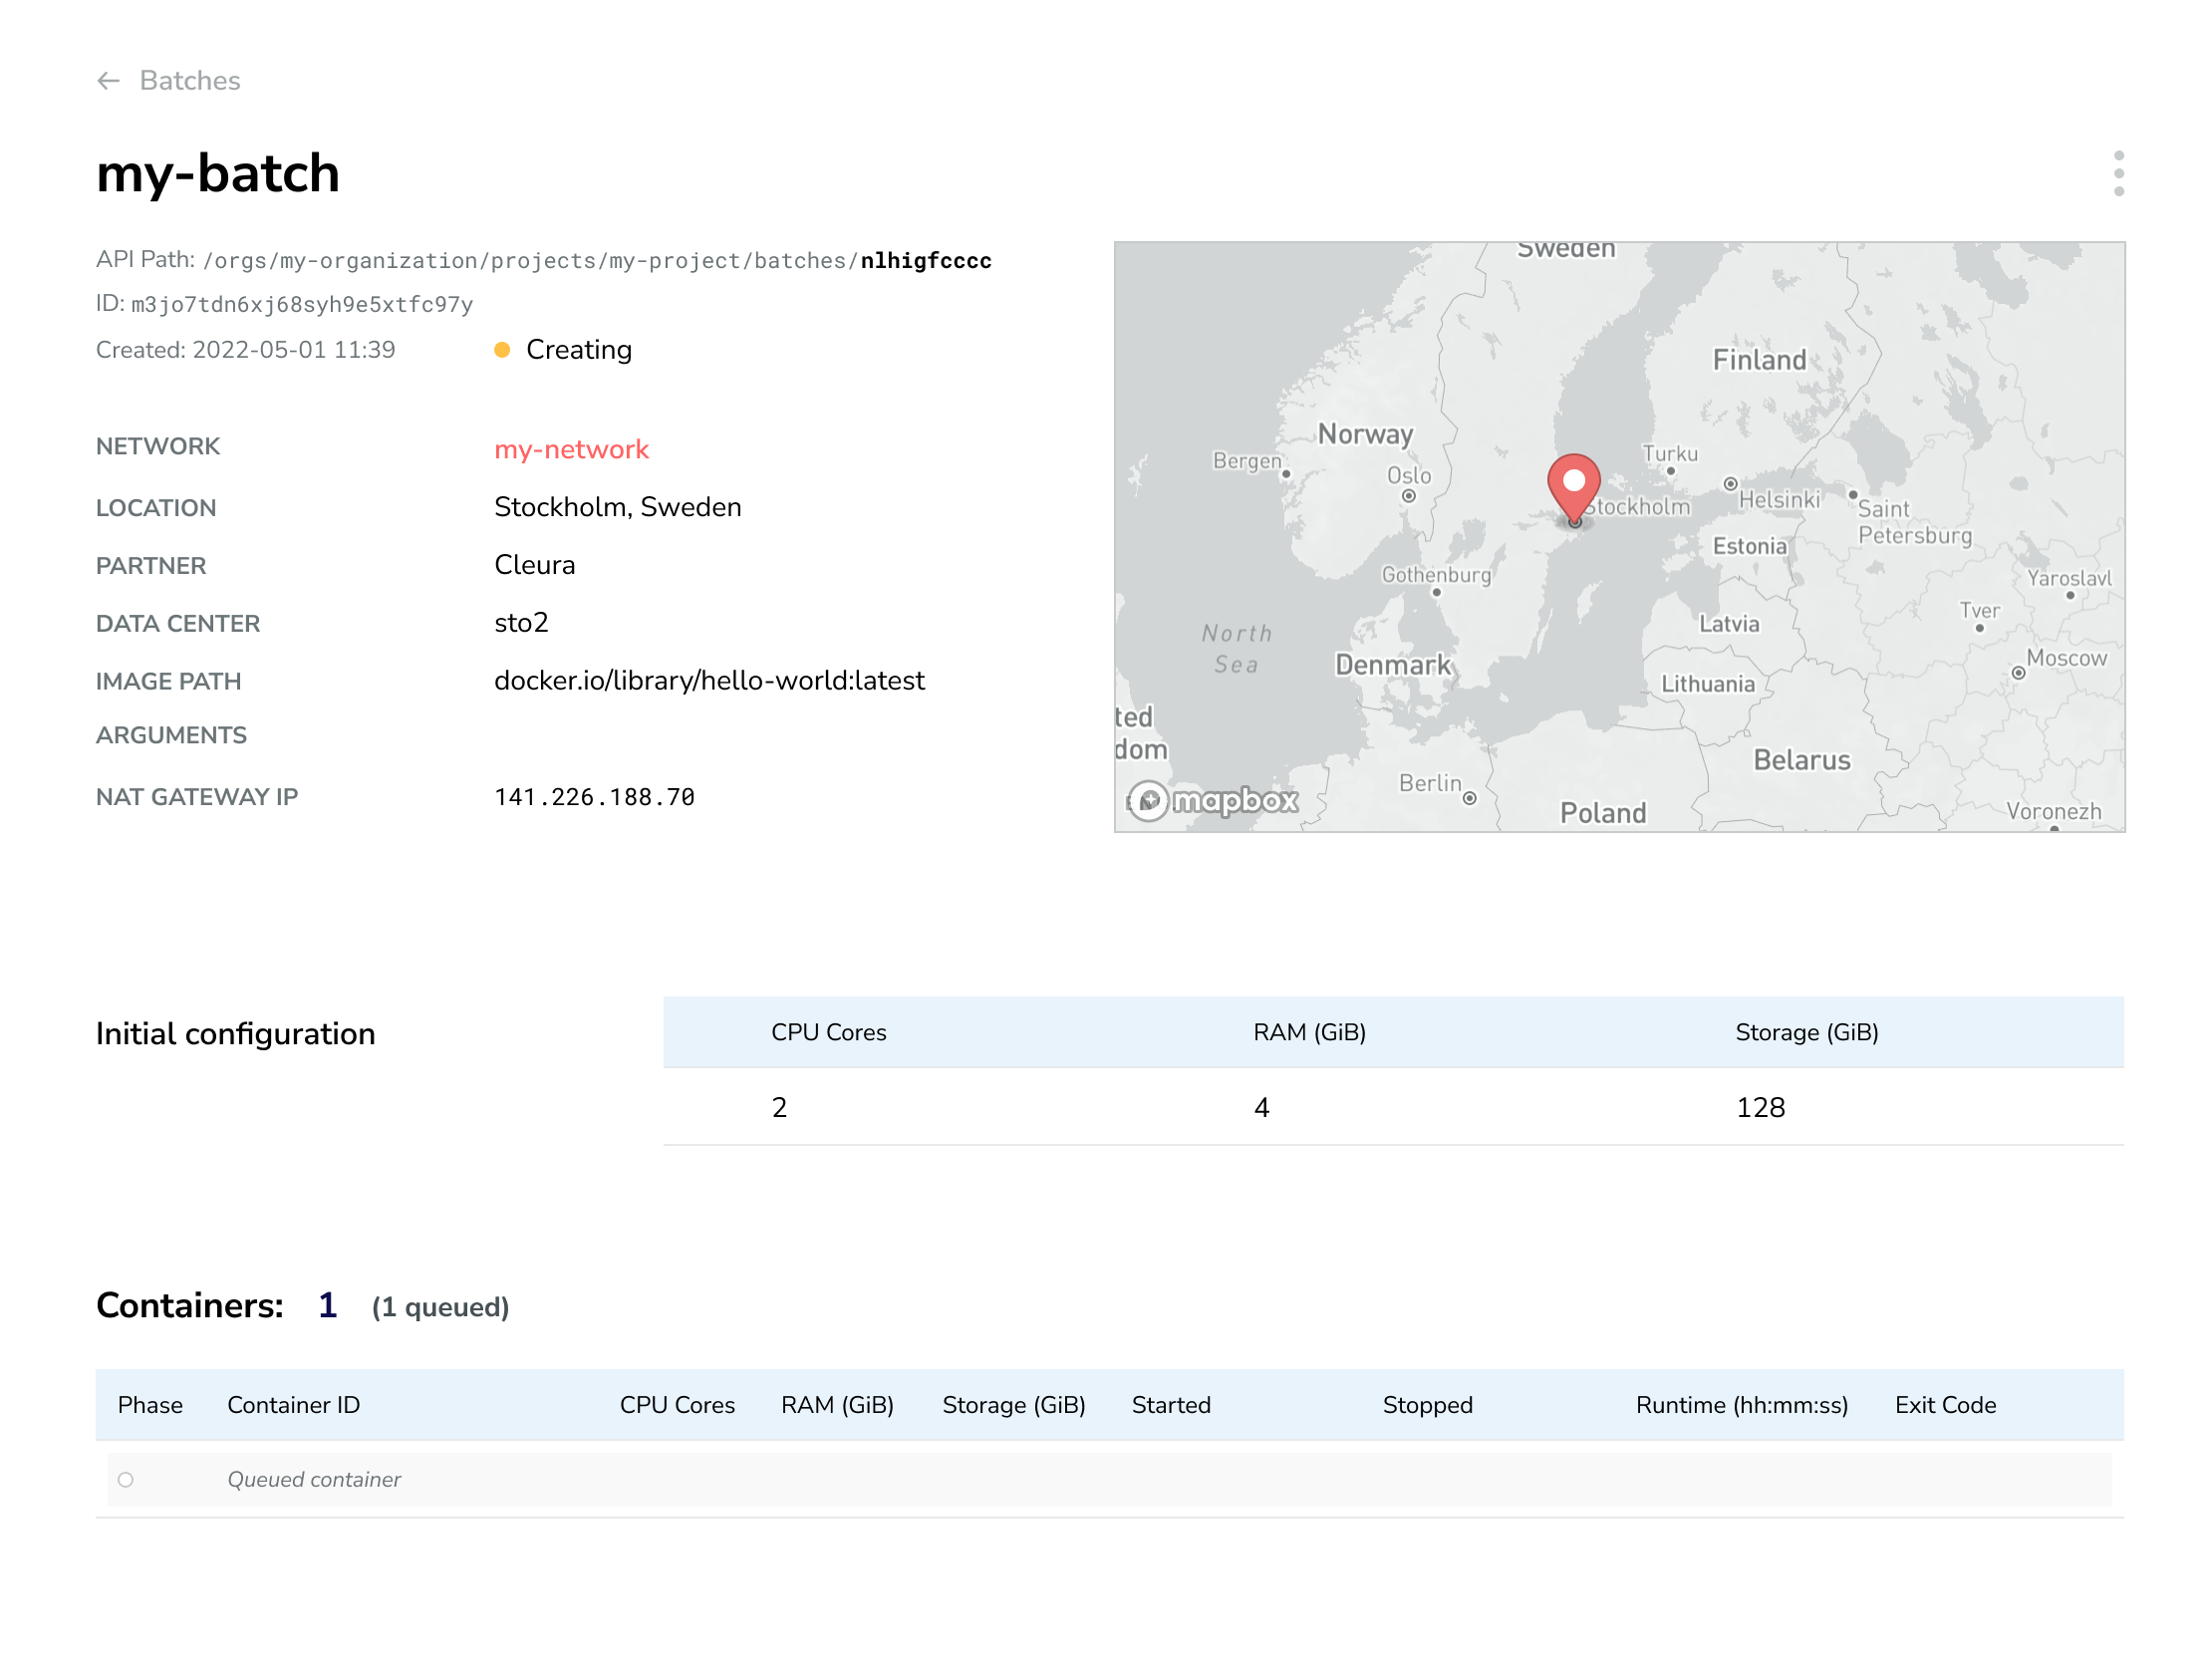 Batches
my-batch
API Path: /orgs/my-organization/projects/my-project/batches/nlhigfcccc
ID: m3jo7tdn6xj68syh9e5xtfc97y
Created: 2022-05-01 11:39
Creating
NETWORK my-network
LOCATION Stockholm, Sweden
PARTNER Cleura
DATA CENTER sto2
IMAGE PATH docker.io/library/hello-world:latest
ARGUMENTS
NAT GATEWAY IP 141.226.188.70
Sweden
Finland
Norway
Bergen
Oslo
Turku
Helsinki
Stockholm
Saint
Petersburg
Estonia
Gothenburg
Yaroslavl
Tver
North
Sea
Latvia
Denmark
Moscow
Lithuania
ted
dom
Belarus
Berlin
mapbox
Poland
Voronezh
Initial configuration
CPU Cores RAM (GiB) Storage (GiB)
2 4 128
Containers: 1 (1 queued)
Phase Container ID CPU Cores RAM (GiB) Storage (GiB) Started Stopped Runtime (hh:mm:ss) Exit Code
Queued container